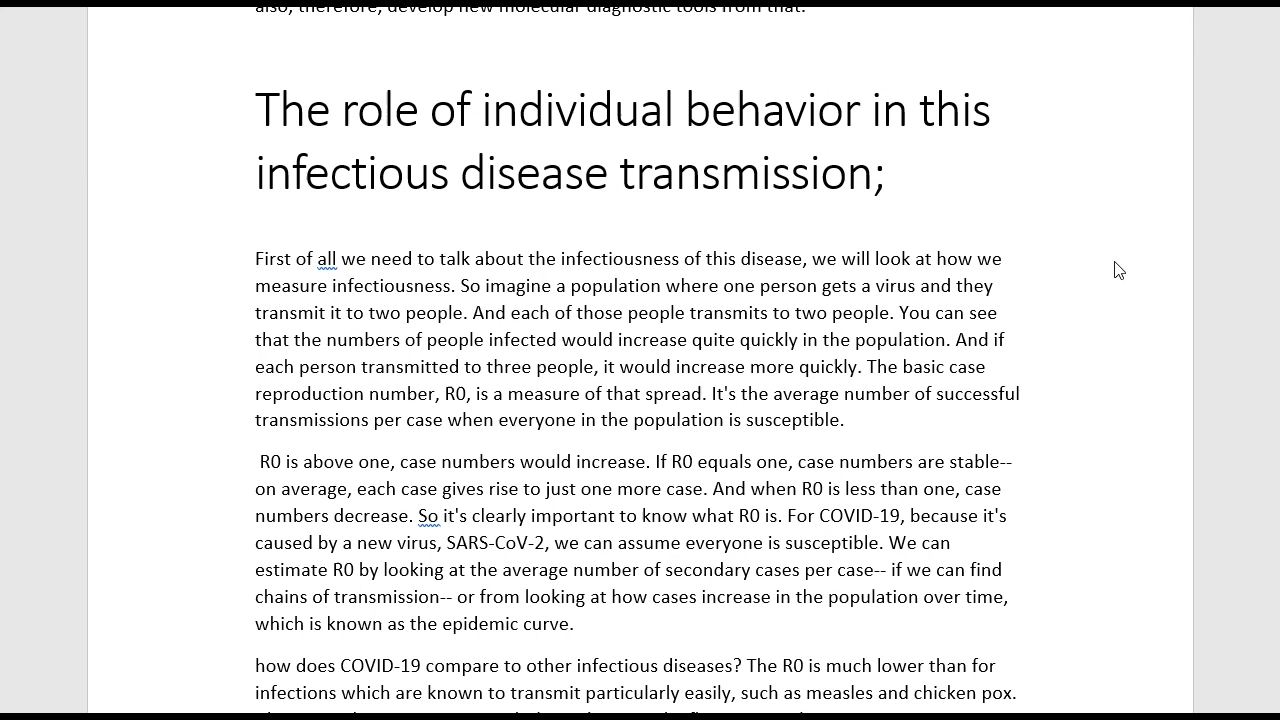 also, therefore, develop new molecular diagnostic tools from that.
The role of individual behavior in this
infectious disease transmission;
First of all we need to talk about the infectiousness of this disease, we will look at how we
measure infectiousness. So imagine a population where one person gets a virus and they
transmit it to two people. And each of those people transmits to two people. You can see
that the numbers of people infected would increase quite quickly in the population. And if
each person transmitted to three people, it would increase more quickly. The basic case
reproduction number, R0, is a measure of that spread. It's the average number of successful
transmissions per case when everyone in the population is susceptible.
R0 is above one, case numbers would increase. If R0 equals one, case numbers are stable--
on average, each case gives rise to just one more case. And when R0 is less than one, case
numbers decrease. So it's clearly important to know what R0 is. For COVID-19, because it's
caused by a new virus, SARS-CoV-2, we can assume everyone is susceptible. We can
estimate R0 by looking at the average number of secondary cases per case-- if we can find
chains of transmission-- or from looking at how cases increase in the population over time,
which is known as the epidemic curve.
how does COVID-19 compare to other infectious diseases? The R0 is much lower than for
infections which are known to transmit particularly easily, such as measles and chicken pox.